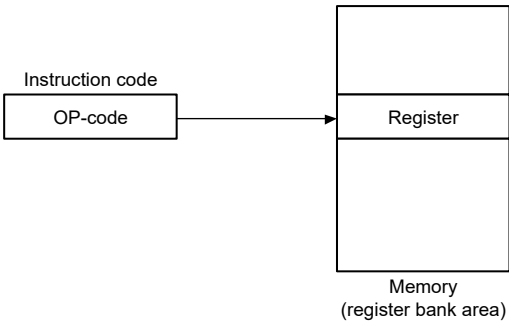 Instruction code
OP-code
Register
Memory
(register bank area)